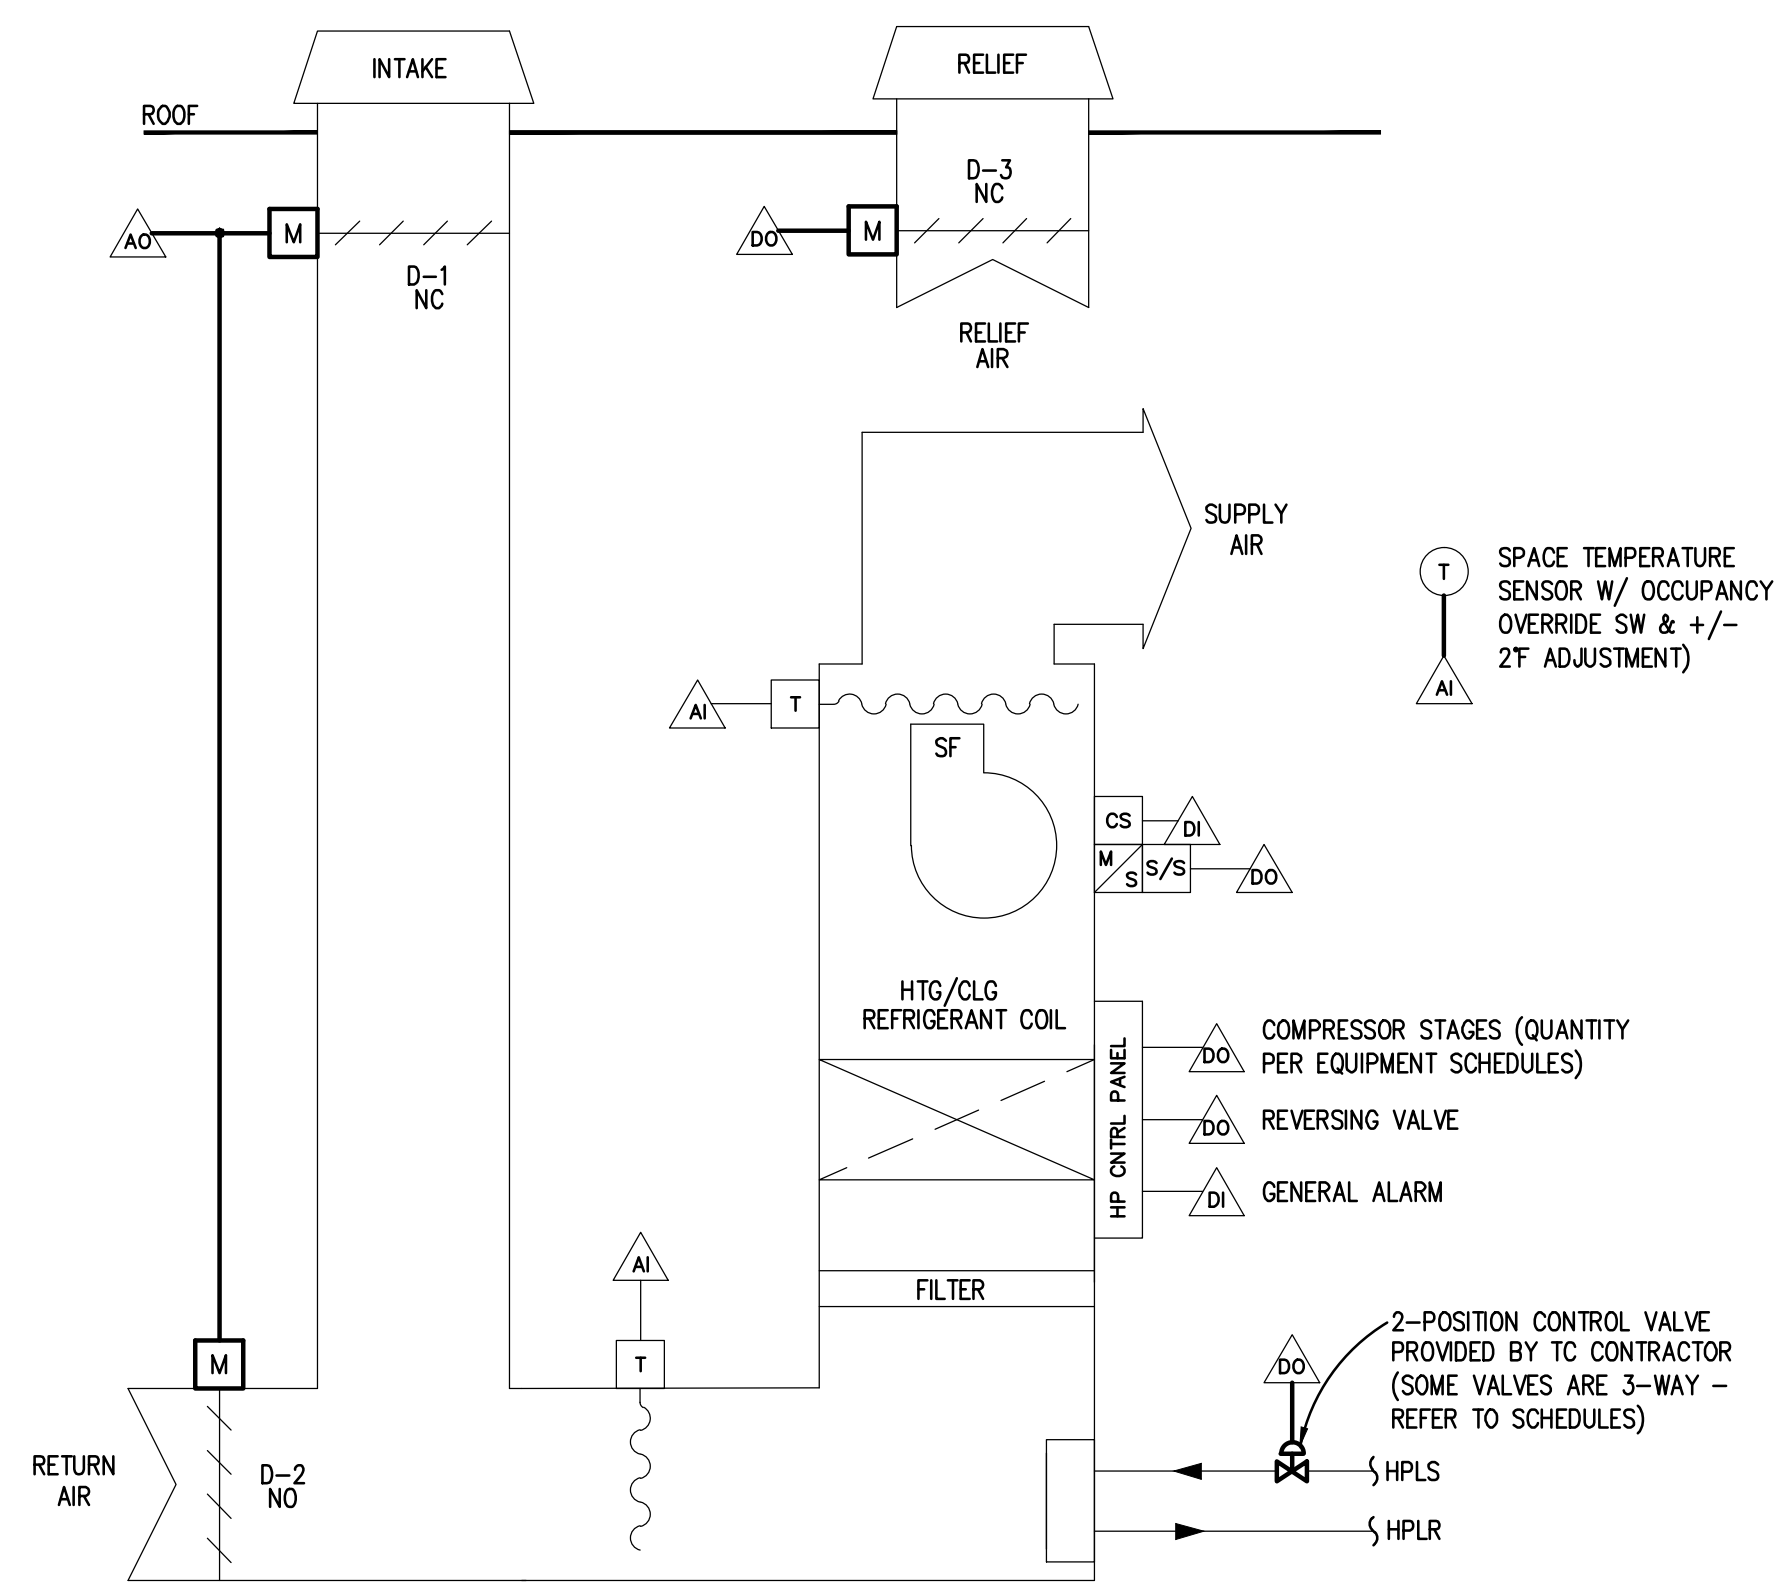 INTAKE
RELIEF
ROOF
D-3
NC
AO
M
DO
M
D-1
NC
RELIEF
AIR
SUPPLY
AIR
T
SPACE TEMPERATURE
SENSOR W/ OCCUPANCY
OVERRIDE SW & +/-
2°F ADJUSTMENT)
AI
AI
T
SF
CS
DI
M
S
S/S
DO
HTG/CLG
REFRIGERANT COIL
HP CNTRL PANEL
DO
COMPRESSOR STAGES (QUANTITY
PER EQUIPMENT SCHEDULES)
DO
REVERSING VALVE
DI
GENERAL ALARM
AI
FILTER
M
T
DO
2-POSITION CONTROL VALVE
PROVIDED BY TC CONTRACTOR
(SOME VALVES ARE 3-WAY -
REFER TO SCHEDULES)
RETURN
AIR
D-2
NO
HPLS
HPLR